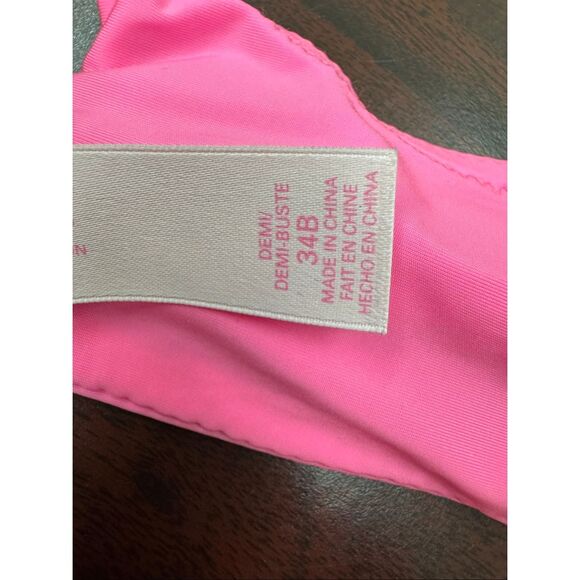 DEMI/
DEMI-BUSTE
34B
MADE IN CHINA
FAIT EN CHINE
HECHO EN CHINA